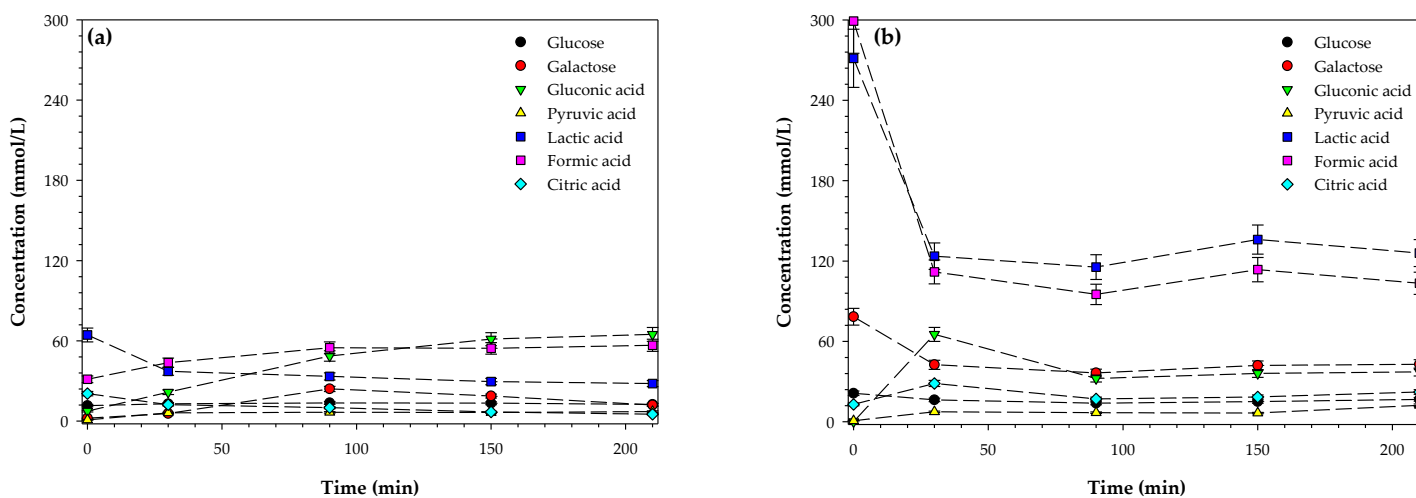 (a)
300
240
180
120
60
0
Concentration (mmol/L)
0 50 100 150 200
Time (min)
Glucose
Galactose
Gluconic acid
Pyruvic acid
Lactic acid
Formic acid
Citric acid
(b)
300
240
180
120
60
0
Concentration (mmol/L)
0 50 100 150 200
Time (min)
Glucose
Galactose
Gluconic acid
Pyruvic acid
Lactic acid
Formic acid
Citric acid